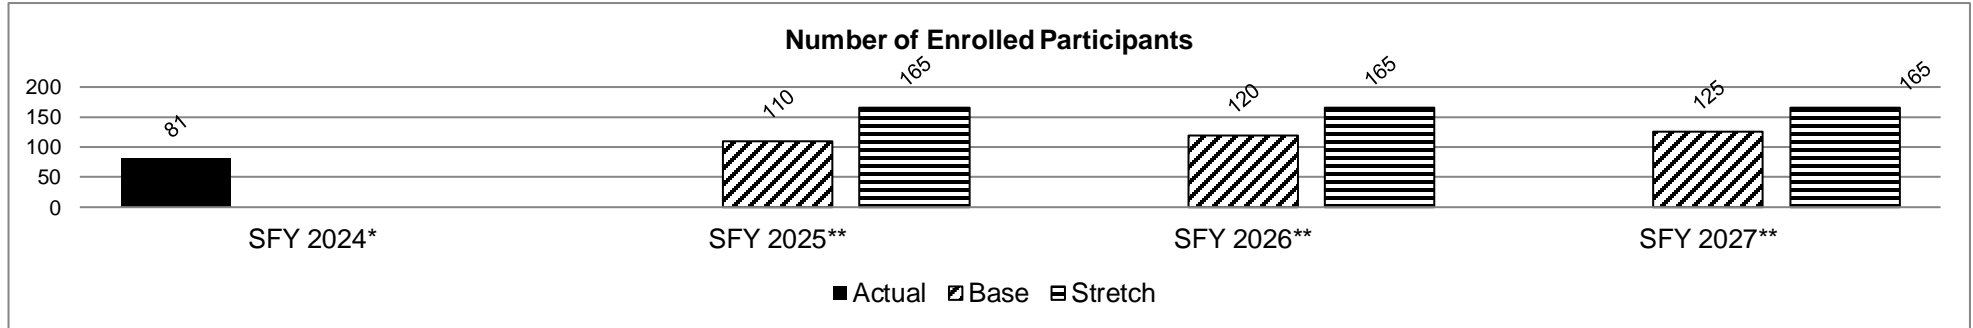 Number of Enrolled Participants
200
150
100
50
0
81
110
165
120
165
125
165
SFY 2024*
SFY 2025**
SFY 2026**
SFY 2027**
Actual
Base
Stretch